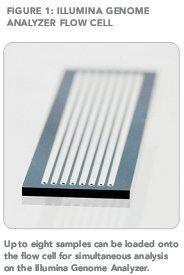 FIGURE 1: ILLUMINA GENOME
ANALYZER FLOW CELL
Up to eight samples can be loaded onto
the flow cell for simultaneous analysis
on the Illumina Genome Analyzer.